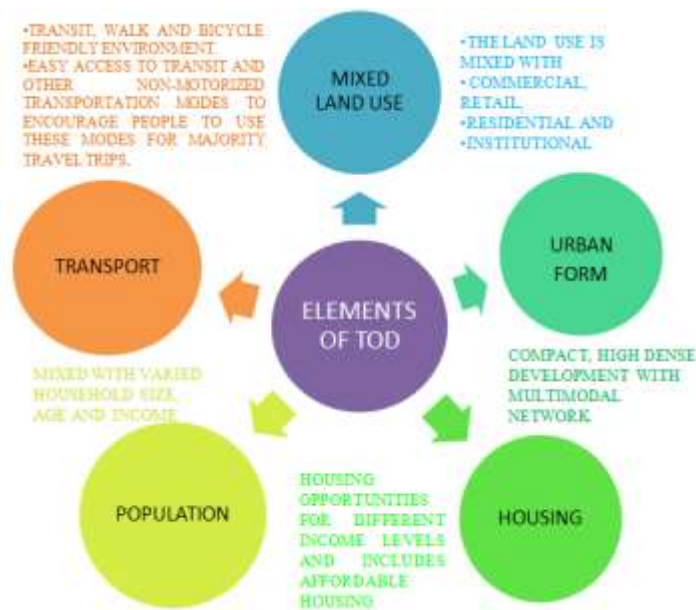 •TRANSIT, WALK AND BICYCLE
FRIENDLY ENVIRONMENT.
•EASY ACCESS TO TRANSIT AND
OTHER NON-MOTORIZED
TRANSPORTATION MODES TO
ENCOURAGE PEOPLE TO USE
THESE MODES FOR MAJORITY
TRAVEL TRIPS.
MIXED
LAND USE
•THE LAND USE IS
MIXED WITH
•COMMERCIAL,
RETAIL,
•RESIDENTIAL AND
•INSTITUTIONAL
TRANSPORT
URBAN
FORM
ELEMENTS
OF TOD
MIXED WITH VARIED
HOUSEHOLD SIZE,
AGE AND INCOME
COMPACT, HIGH DENSE
DEVELOPMENT WITH
MULTIMODAL
NETWORK
POPULATION
HOUSING
OPPORTUNITIES
FOR DIFFERENT
INCOME LEVELS
AND INCLUDES
AFFORDABLE
HOUSING
HOUSING